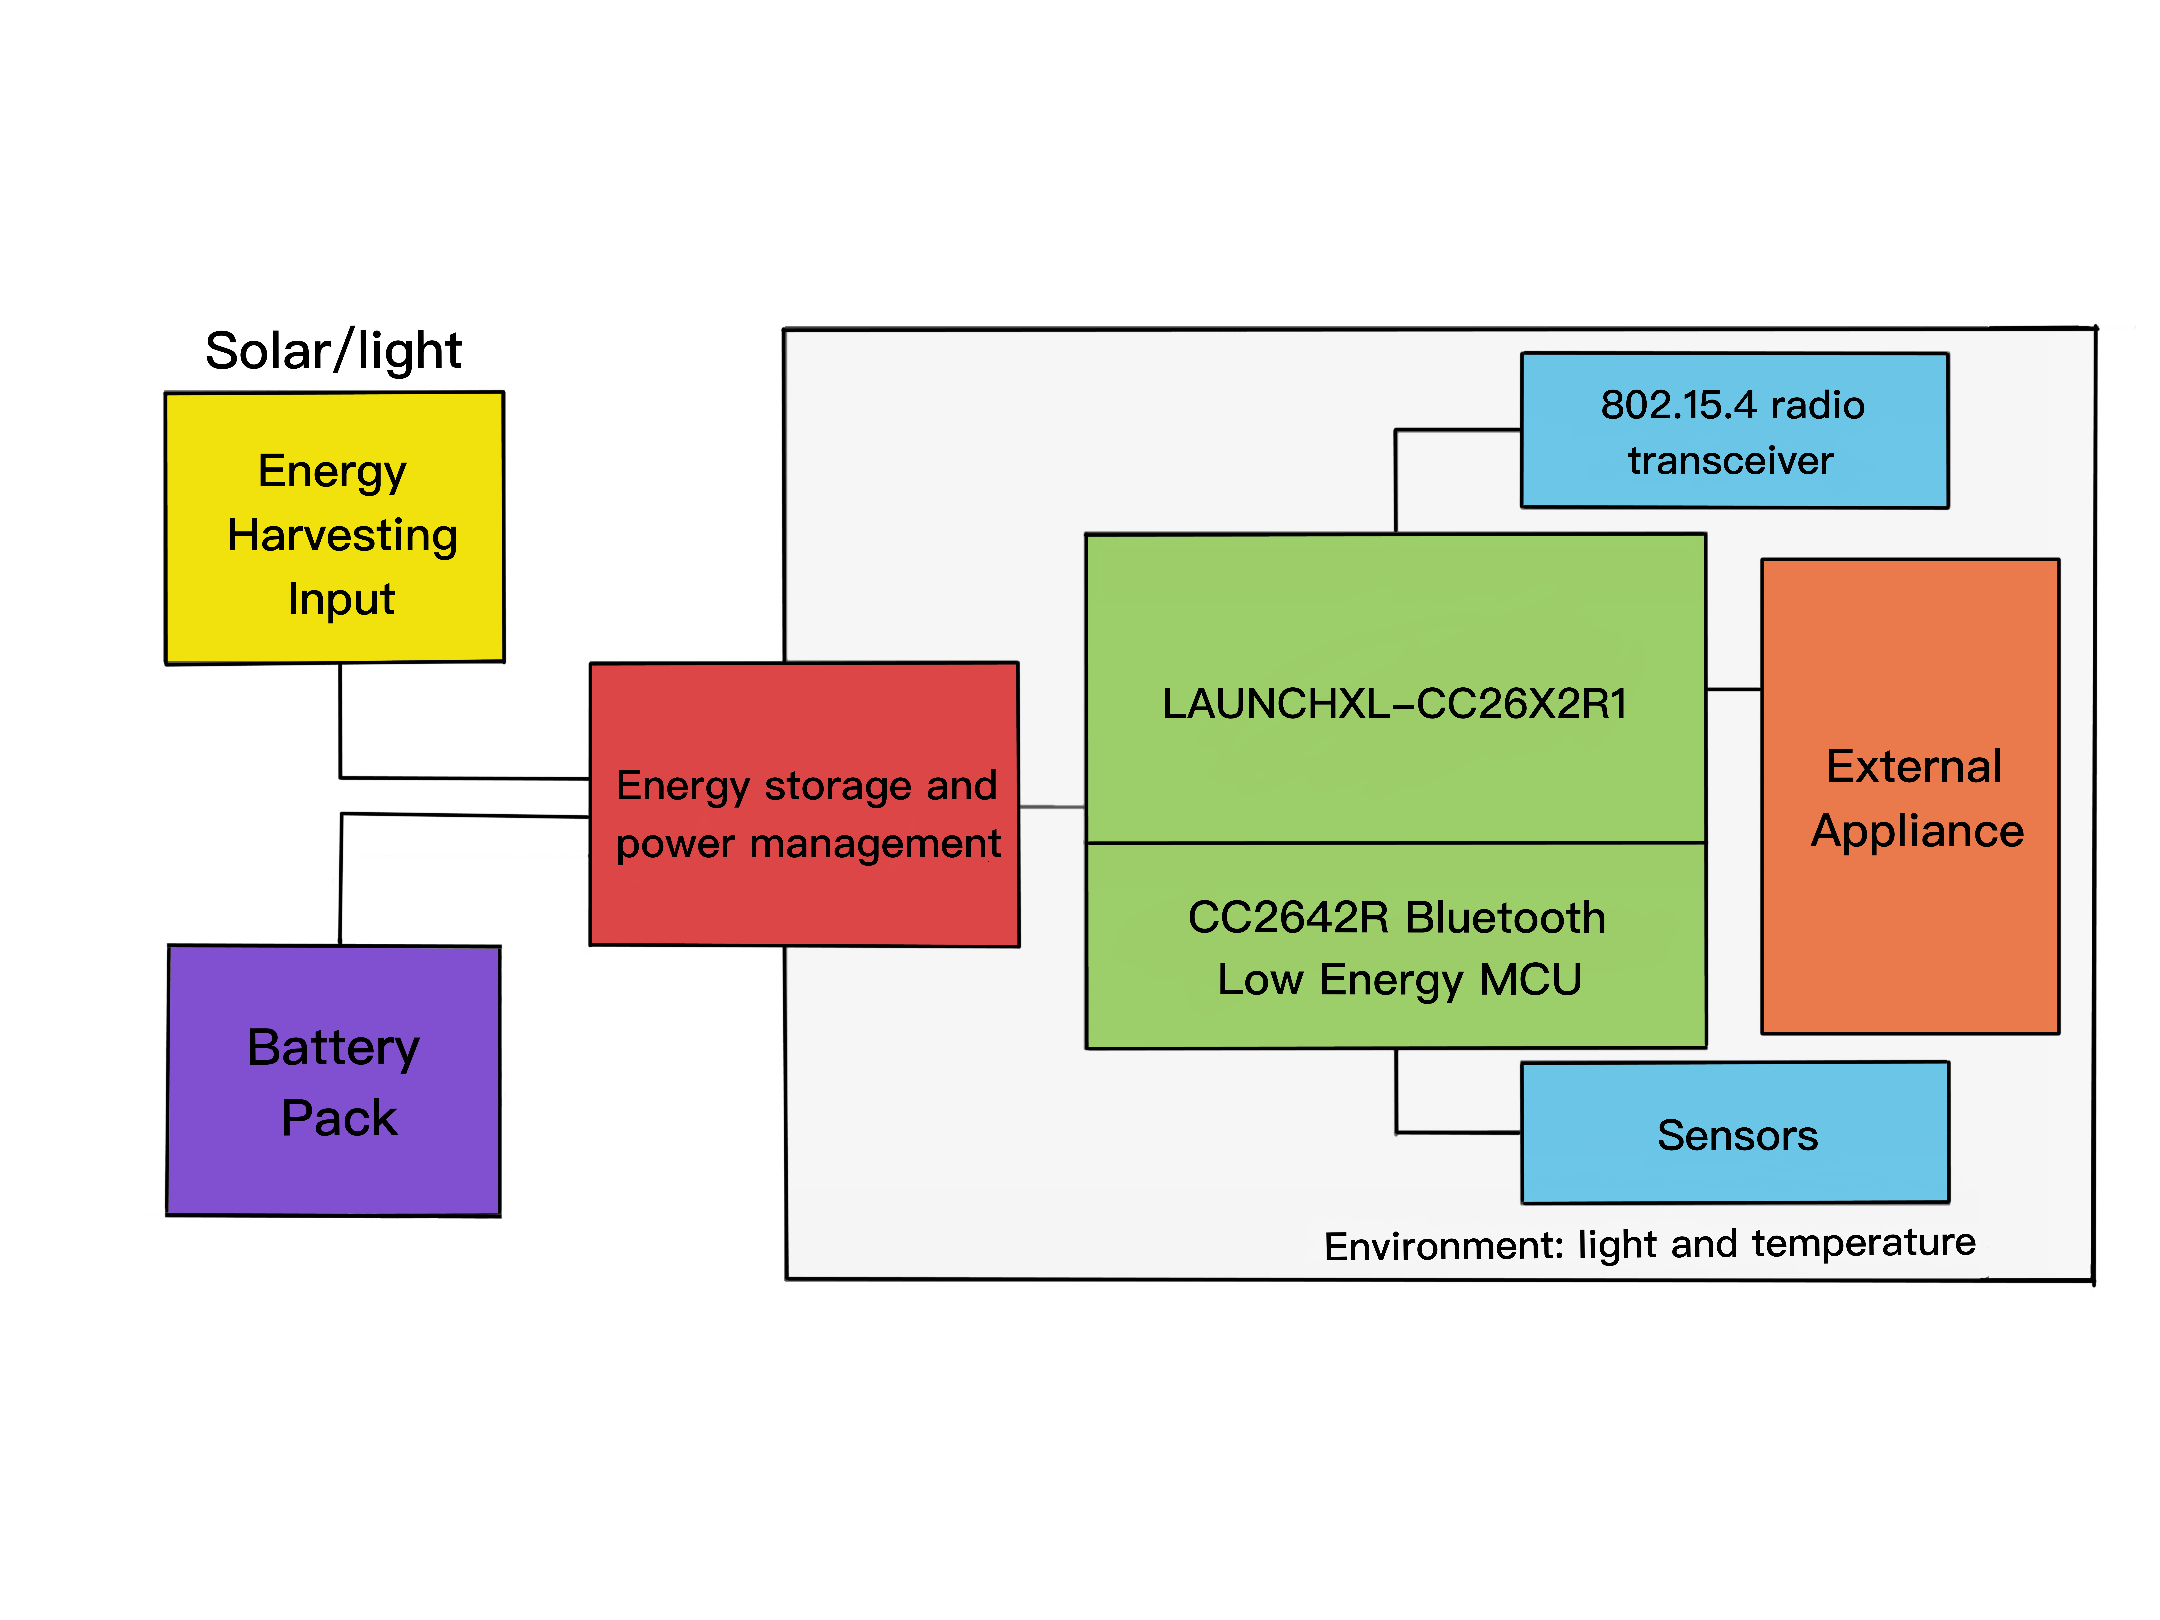 Solar/light
Energy
Harvesting
Input
Battery
Pack
Energy storage and
power management
802.15.4 radio
transceiver
LAUNCHXL–CC26X2R1
CC2642R Bluetooth
Low Energy MCU
External
Appliance
Sensors
Environment: light and temperature